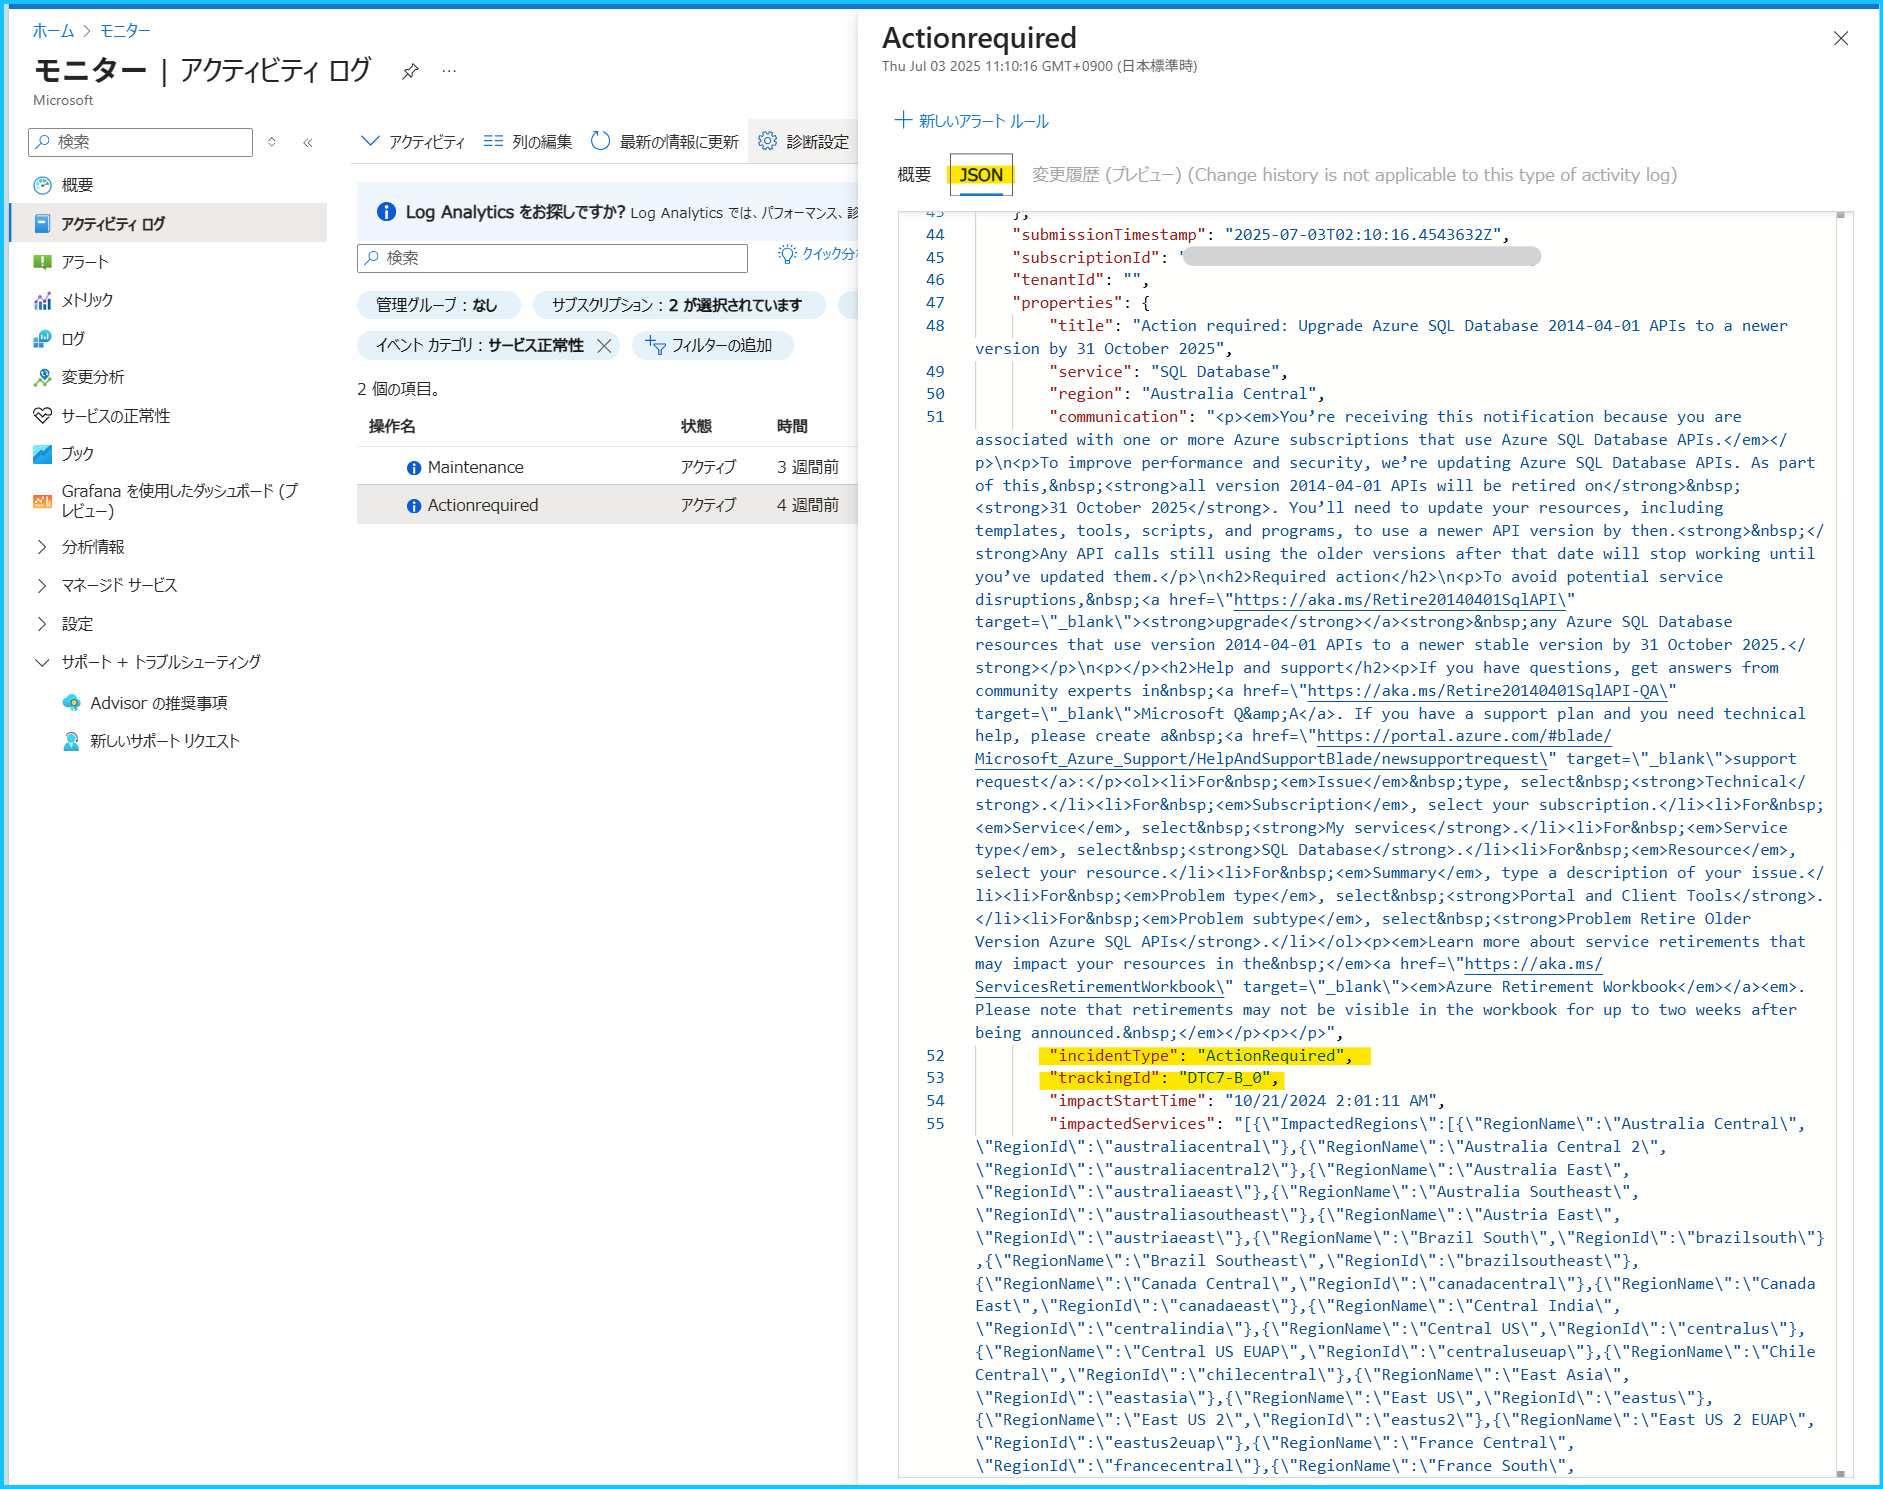 ホーム > モニター
モニター | アクティビティ ログ
Microsoft
検索
概要
アクティビティ ログ
アラート
メトリック
ログ
変更分析
サービスの正常性
ブック
Grafana を使用したダッシュボード (プ
レビュー)
分析情報
マネージド サービス
設定
サポート + トラブルシューティング
Advisor の推奨事項
新しいサポート リクエスト
アクティビティ 列の編集 最新の情報に更新 診断設定
Log Analytics をお探しですか? Log Analytics では、パフォーマンス、
検索
クイック分
管理グループ : なし サブスクリプション : 2 が選択されています
イベント カテゴリ : サービス正常性 フィルターの追加
2 個の項目。
操作名 状態 時間
Maintenance アクティブ 3 週間前
Actionrequired アクティブ 4 週間前
Actionrequired
Thu Jul 03 2025 11:10:16 GMT+0900 (日本標準時)
新しいアラート ルール
概要 JSON 変更履歴 (プレビュー) (Change history is not applicable to this type of activity log)
43 },
44 "submissionTimestamp": "2025-07-03T02:10:16.4543632Z",
45 "subscriptionId": "
46 "tenantId": "",
47 "properties": {
48 "title": "Action required: Upgrade Azure SQL Database 2014-04-01 APIs to a newer
version by 31 October 2025",
49 "service": "SQL Database",
50 "region": "Australia Central",
51 "communication": "<p><em>You’re receiving this notification because you are
associated with one or more Azure subscriptions that use Azure SQL Database APIs.</em></
p>\n<p>To improve performance and security, we’re updating Azure SQL Database APIs. As part
of this,&nbsp;<strong>all version 2014-04-01 APIs will be retired on</strong>&nbsp;
<strong>31 October 2025</strong>. You’ll need to update your resources, including
templates, tools, scripts, and programs, to use a newer API version by then.<strong>&nbsp;</
strong>Any API calls still using the older versions after that date will stop working until
you’ve updated them.</p>\n<h2>Required action</h2>\n<p>To avoid potential service
disruptions,&nbsp;<a href=\"https://aka.ms/Retire20140401SqlAPI\"
target=\"_blank\"><strong>upgrade</strong></a><strong>&nbsp;any Azure SQL Database
resources that use version 2014-04-01 APIs to a newer stable version by 31 October 2025.</
strong></p>\n<p></p><h2>Help and support</h2><p>If you have questions, get answers from
community experts in&nbsp;<a href=\"https://aka.ms/Retire20140401SqlAPI-QA\"
target=\"_blank\">Microsoft Q&amp;A</a>. If you have a support plan and you need technical
help, please create a&nbsp;<a href=\"https://portal.azure.com/#blade/
Microsoft_Azure_Support/HelpAndSupportBlade/newsupportrequest\" target=\"_blank\">support
request</a>:</p><ol><li>For&nbsp;<em>Issue</em>&nbsp;type, select&nbsp;<strong>Technical</
strong>.</li><li>For&nbsp;<em>Subscription</em>, select your subscription.</li><li>For&nbsp;
<em>Service</em>, select&nbsp;<strong>My services</strong>.</li><li>For&nbsp;<em>Service
type</em>, select&nbsp;<strong>SQL Database</strong>.</li><li>For&nbsp;<em>Resource</em>,
select your resource.</li><li>For&nbsp;<em>Summary</em>, type a description of your issue.</
li><li>For&nbsp;<em>Problem type</em>, select&nbsp;<strong>Portal and Client Tools</strong>.
</li><li>For&nbsp;<em>Problem subtype</em>, select&nbsp;<strong>Problem Retire Older
Version Azure SQL APIs</strong>.</li></ol><p><em>Learn more about service retirements that
may impact your resources in the&nbsp;</em><a href=\"https://aka.ms/
ServicesRetirementWorkbook\" target=\"_blank\"><em>Azure Retirement Workbook</em></a><em>.
Please note that retirements may not be visible in the workbook for up to two weeks after
being announced.&nbsp;</em></p><p></p>",
52 "incidentType": "ActionRequired",
53 "trackingId": "DTC7-B_0",
54 "impactStartTime": "10/21/2024 2:01:11 AM",
55 "impactedServices": "[{\"ImpactedRegions\":[{\"RegionName\":\"Australia Central\",
\"RegionId\":\"australiacentral\"},{\"RegionName\":\"Australia Central 2\",
\"RegionId\":\"australiacentral2\"},{\"RegionName\":\"Australia East\",
\"RegionId\":\"australiaeast\"},{\"RegionName\":\"Australia Southeast\",
\"RegionId\":\"australiasoutheast\"},{\"RegionName\":\"Austria East\",
\"RegionId\":\"austriaeast\"},{\"RegionName\":\"Brazil South\",\"RegionId\":\"brazilsouth\"}
,{\"RegionName\":\"Brazil Southeast\",\"RegionId\":\"brazilsoutheast\"},
{\"RegionName\":\"Canada Central\",\"RegionId\":\"canadacentral\"},{\"RegionName\":\"Canada
East\",\"RegionId\":\"canadaeast\"},{\"RegionName\":\"Central India\",
\"RegionId\":\"centralindia\"},{\"RegionName\":\"Central US\",\"RegionId\":\"centralus\"},
{\"RegionName\":\"Central US EUAP\",\"RegionId\":\"centraluseuap\"},{\"RegionName\":\"Chile
Central\",\"RegionId\":\"chilecentral\"},{\"RegionName\":\"East Asia\",
\"RegionId\":\"eastasia\"},{\"RegionName\":\"East US\",\"RegionId\":\"eastus\"},
{\"RegionName\":\"East US 2\",\"RegionId\":\"eastus2\"},{\"RegionName\":\"East US 2 EUAP\",
\"RegionId\":\"eastus2euap\"},{\"RegionName\":\"France Central\",
\"RegionId\":\"francecentral\"},{\"RegionName\":\"France South\",